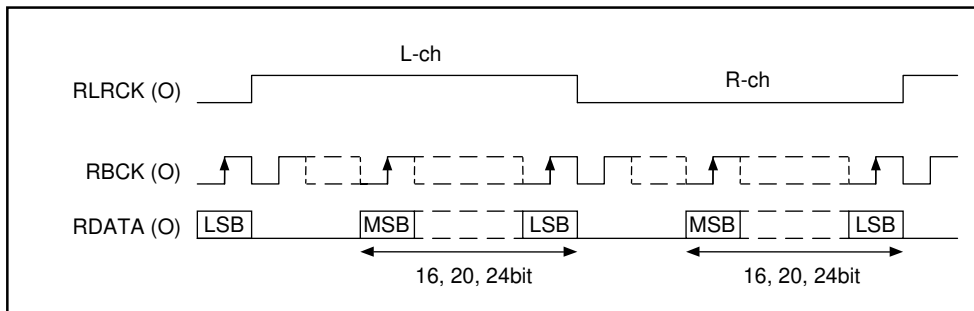 L-ch
RLRCK (O)
R-ch
RBCK (O)
RDATA (O) LSB MSB LSB MSB LSB
16, 20, 24bit 16, 20, 24bit